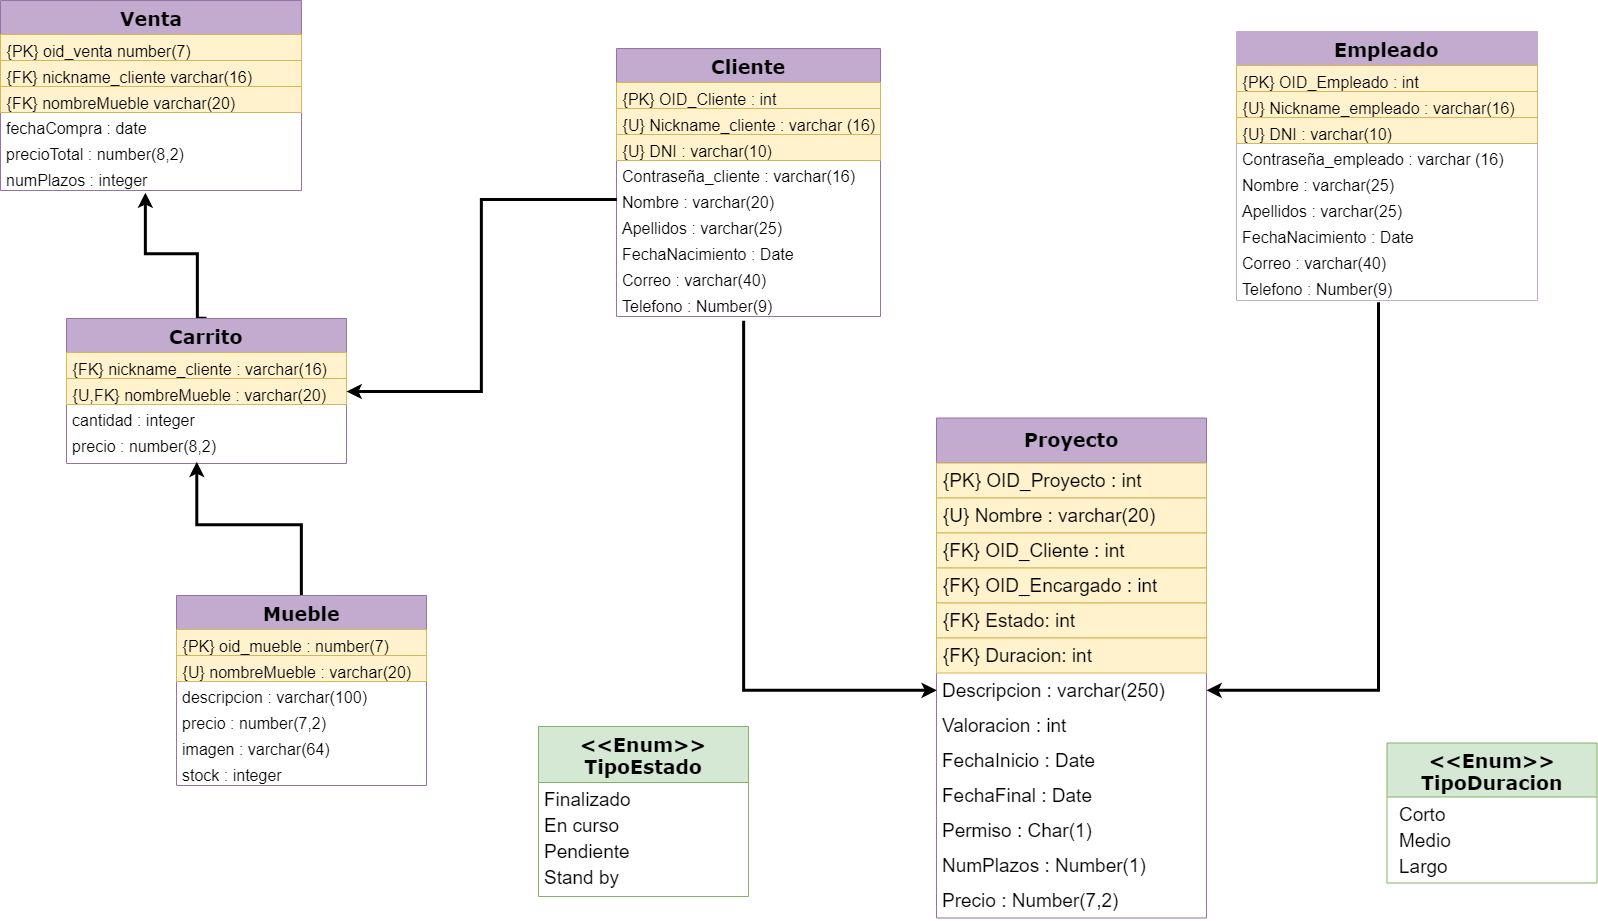 Venta
{PK} oid_venta number(7)
{FK} nickname_cliente varchar(16)
{FK} nombreMueble varchar(20)
fechaCompra : date
precioTotal : number(8,2)
numPlazos : integer
Cliente
{PK} OID_Cliente : int
{U} Nickname_cliente : varchar (16)
{U} DNI : varchar(10)
Contraseña_cliente : varchar(16)
Nombre : varchar(20)
Apellidos : varchar(25)
FechaNacimiento : Date
Correo : varchar(40)
Telefono : Number(9)
Empleado
{PK} OID_Empleado : int
{U} Nickname_empleado : varchar(16)
{U} DNI : varchar(10)
Contraseña_empleado : varchar (16)
Nombre : varchar(25)
Apellidos : varchar(25)
FechaNacimiento : Date
Correo : varchar(40)
Telefono : Number(9)
Carrito
{FK} nickname_cliente : varchar(16)
{U,FK} nombreMueble : varchar(20)
cantidad : integer
precio : number(8,2)
Mueble
{PK} oid_mueble : number(7)
{U} nombreMueble : varchar(20)
descripcion : varchar(100)
precio : number(7,2)
imagen : varchar(64)
stock : integer
Proyecto
{PK} OID_Proyecto : int
{U} Nombre : varchar(20)
{FK} OID_Cliente : int
{FK} OID_Encargado : int
{FK} Estado: int
{FK} Duracion: int
Descripcion : varchar(250)
Valoracion : int
FechaInicio : Date
FechaFinal : Date
Permiso : Char(1)
NumPlazos : Number(1)
Precio : Number(7,2)
<<Enum>>
TipoEstado
Finalizado
En curso
Pendiente
Stand by
<<Enum>>
TipoDuracion
Corto
Medio
Largo